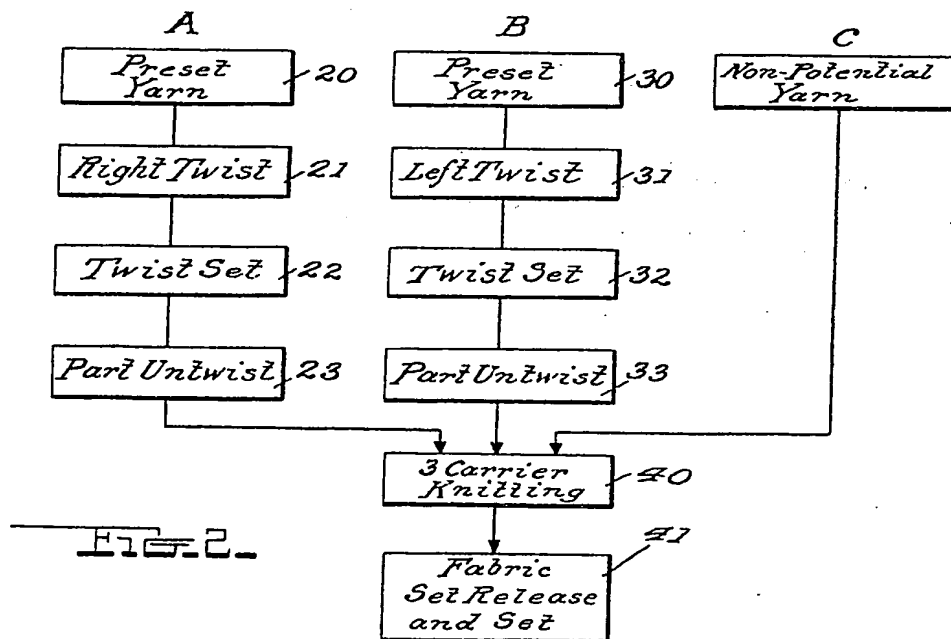 A
B
C
Preset
Yarn
20
Preset
Yarn
30
Non-Potential
Yarn
Right Twist
21
Left Twist
31
Twist Set
22
Twist Set
32
Part Untwist
23
Part Untwist
33
3 Carrier
Knitting
40
Fig. 2.
Fabric
Set Release
and Set
41